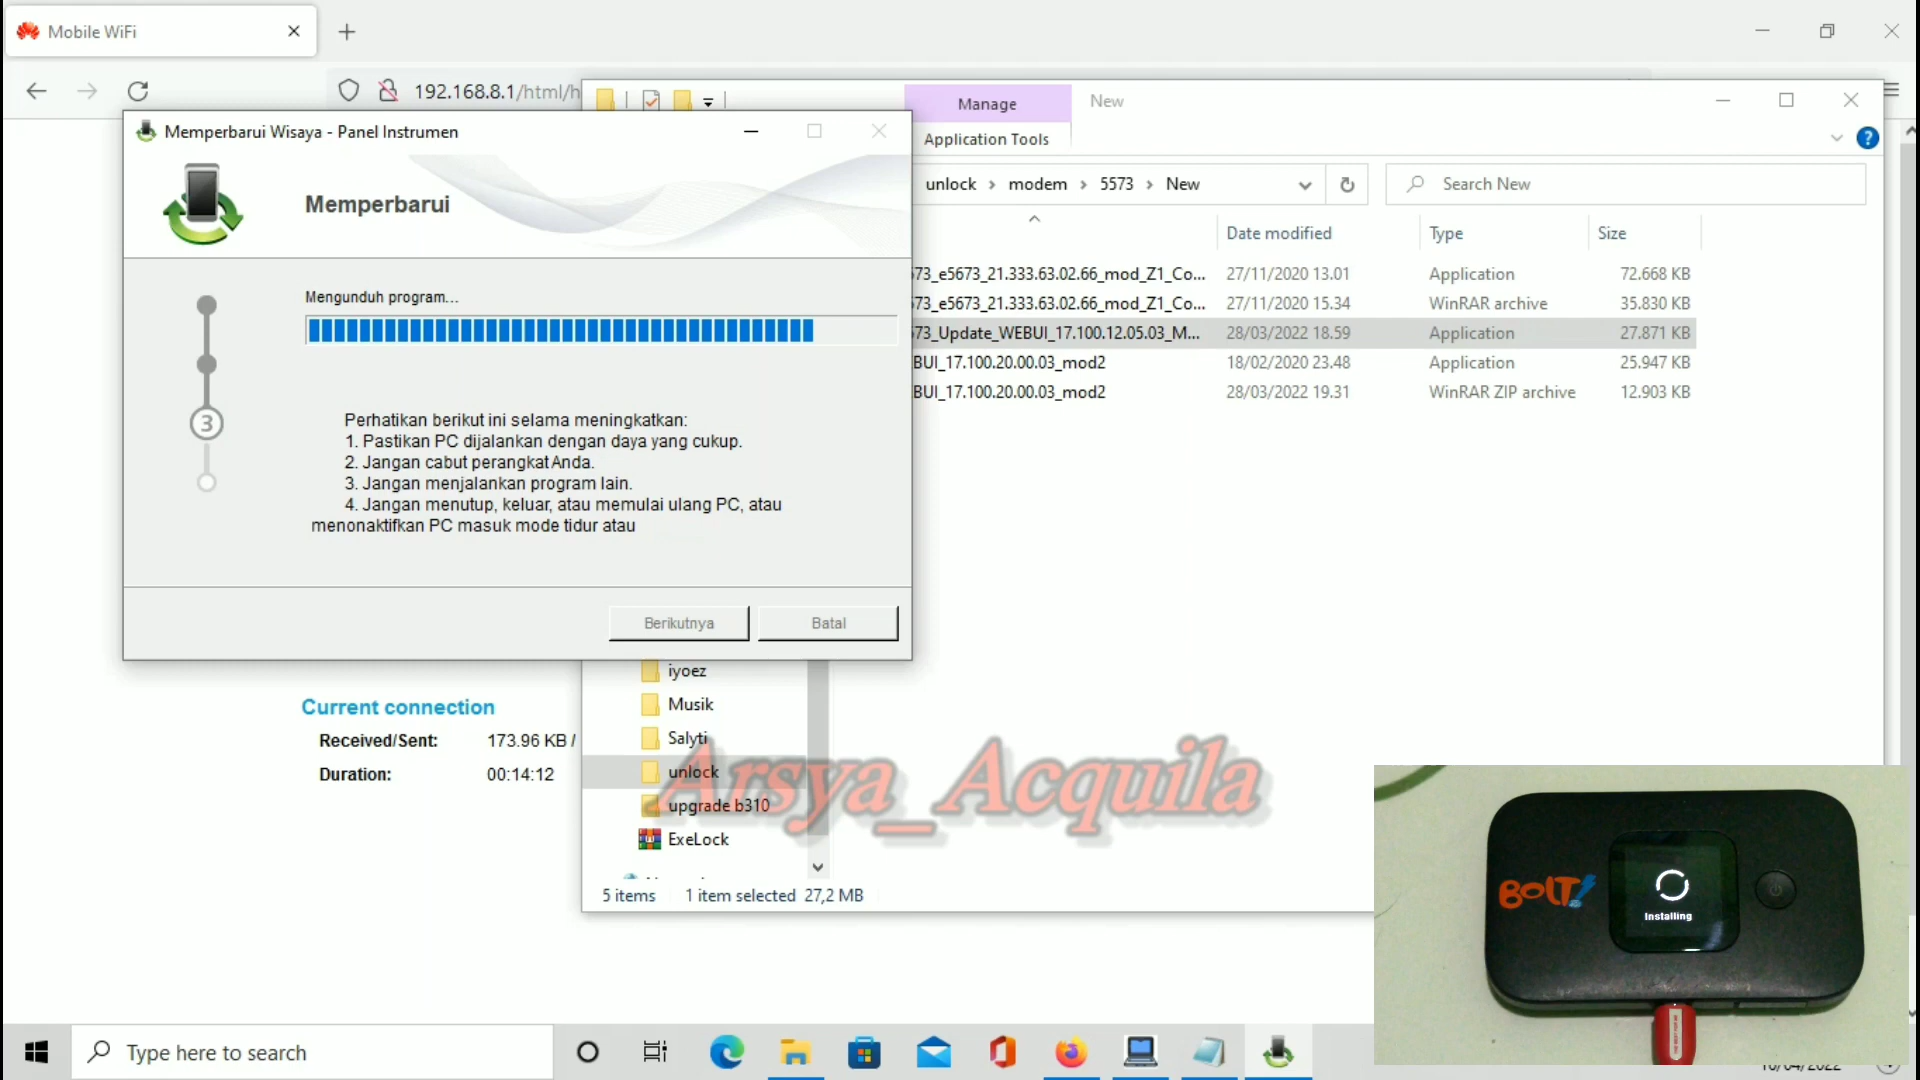 Mobile WiFi
192.168.8.1/html/h
Manage
New
Application Tools
Memperbarui Wisaya - Panel Instrumen
Memperbarui
unlock
modem
5573
New
Search New
Date modified
Type
Size
73_e5673_21.333.63.02.66_mod_Z1_Co...
27/11/2020 13.01
Application
72.668 KB
73_e5673_21.333.63.02.66_mod_Z1_Co...
27/11/2020 15.34
WinRAR archive
35.830 KB
73_Update_WEBUI_17.100.12.05.03_M...
28/03/2022 18.59
Application
27.871 KB
BUI_17.100.20.00.03_mod2
18/02/2020 23.48
Application
25.947 KB
BUI_17.100.20.00.03_mod2
28/03/2022 19.31
WinRAR ZIP archive
12.903 KB
Mengunduh program...
3
Perhatikan berikut ini selama meningkatkan:
1. Pastikan PC dijalankan dengan daya yang cukup.
2. Jangan cabut perangkat Anda.
3. Jangan menjalankan program lain.
4. Jangan menutup, keluar, atau memulai ulang PC, atau
menonaktifkan PC masuk mode tidur atau
Berikutnya
Batal
Current connection
Received/Sent:
173.96 KB /
Duration:
00:14:12
iyoez
Musik
Salyti
unlock
upgrade b310
ExeLock
5 items
1 item selected 27,2 MB
Arsya_Acquila
BOLT!
Installing
Type here to search